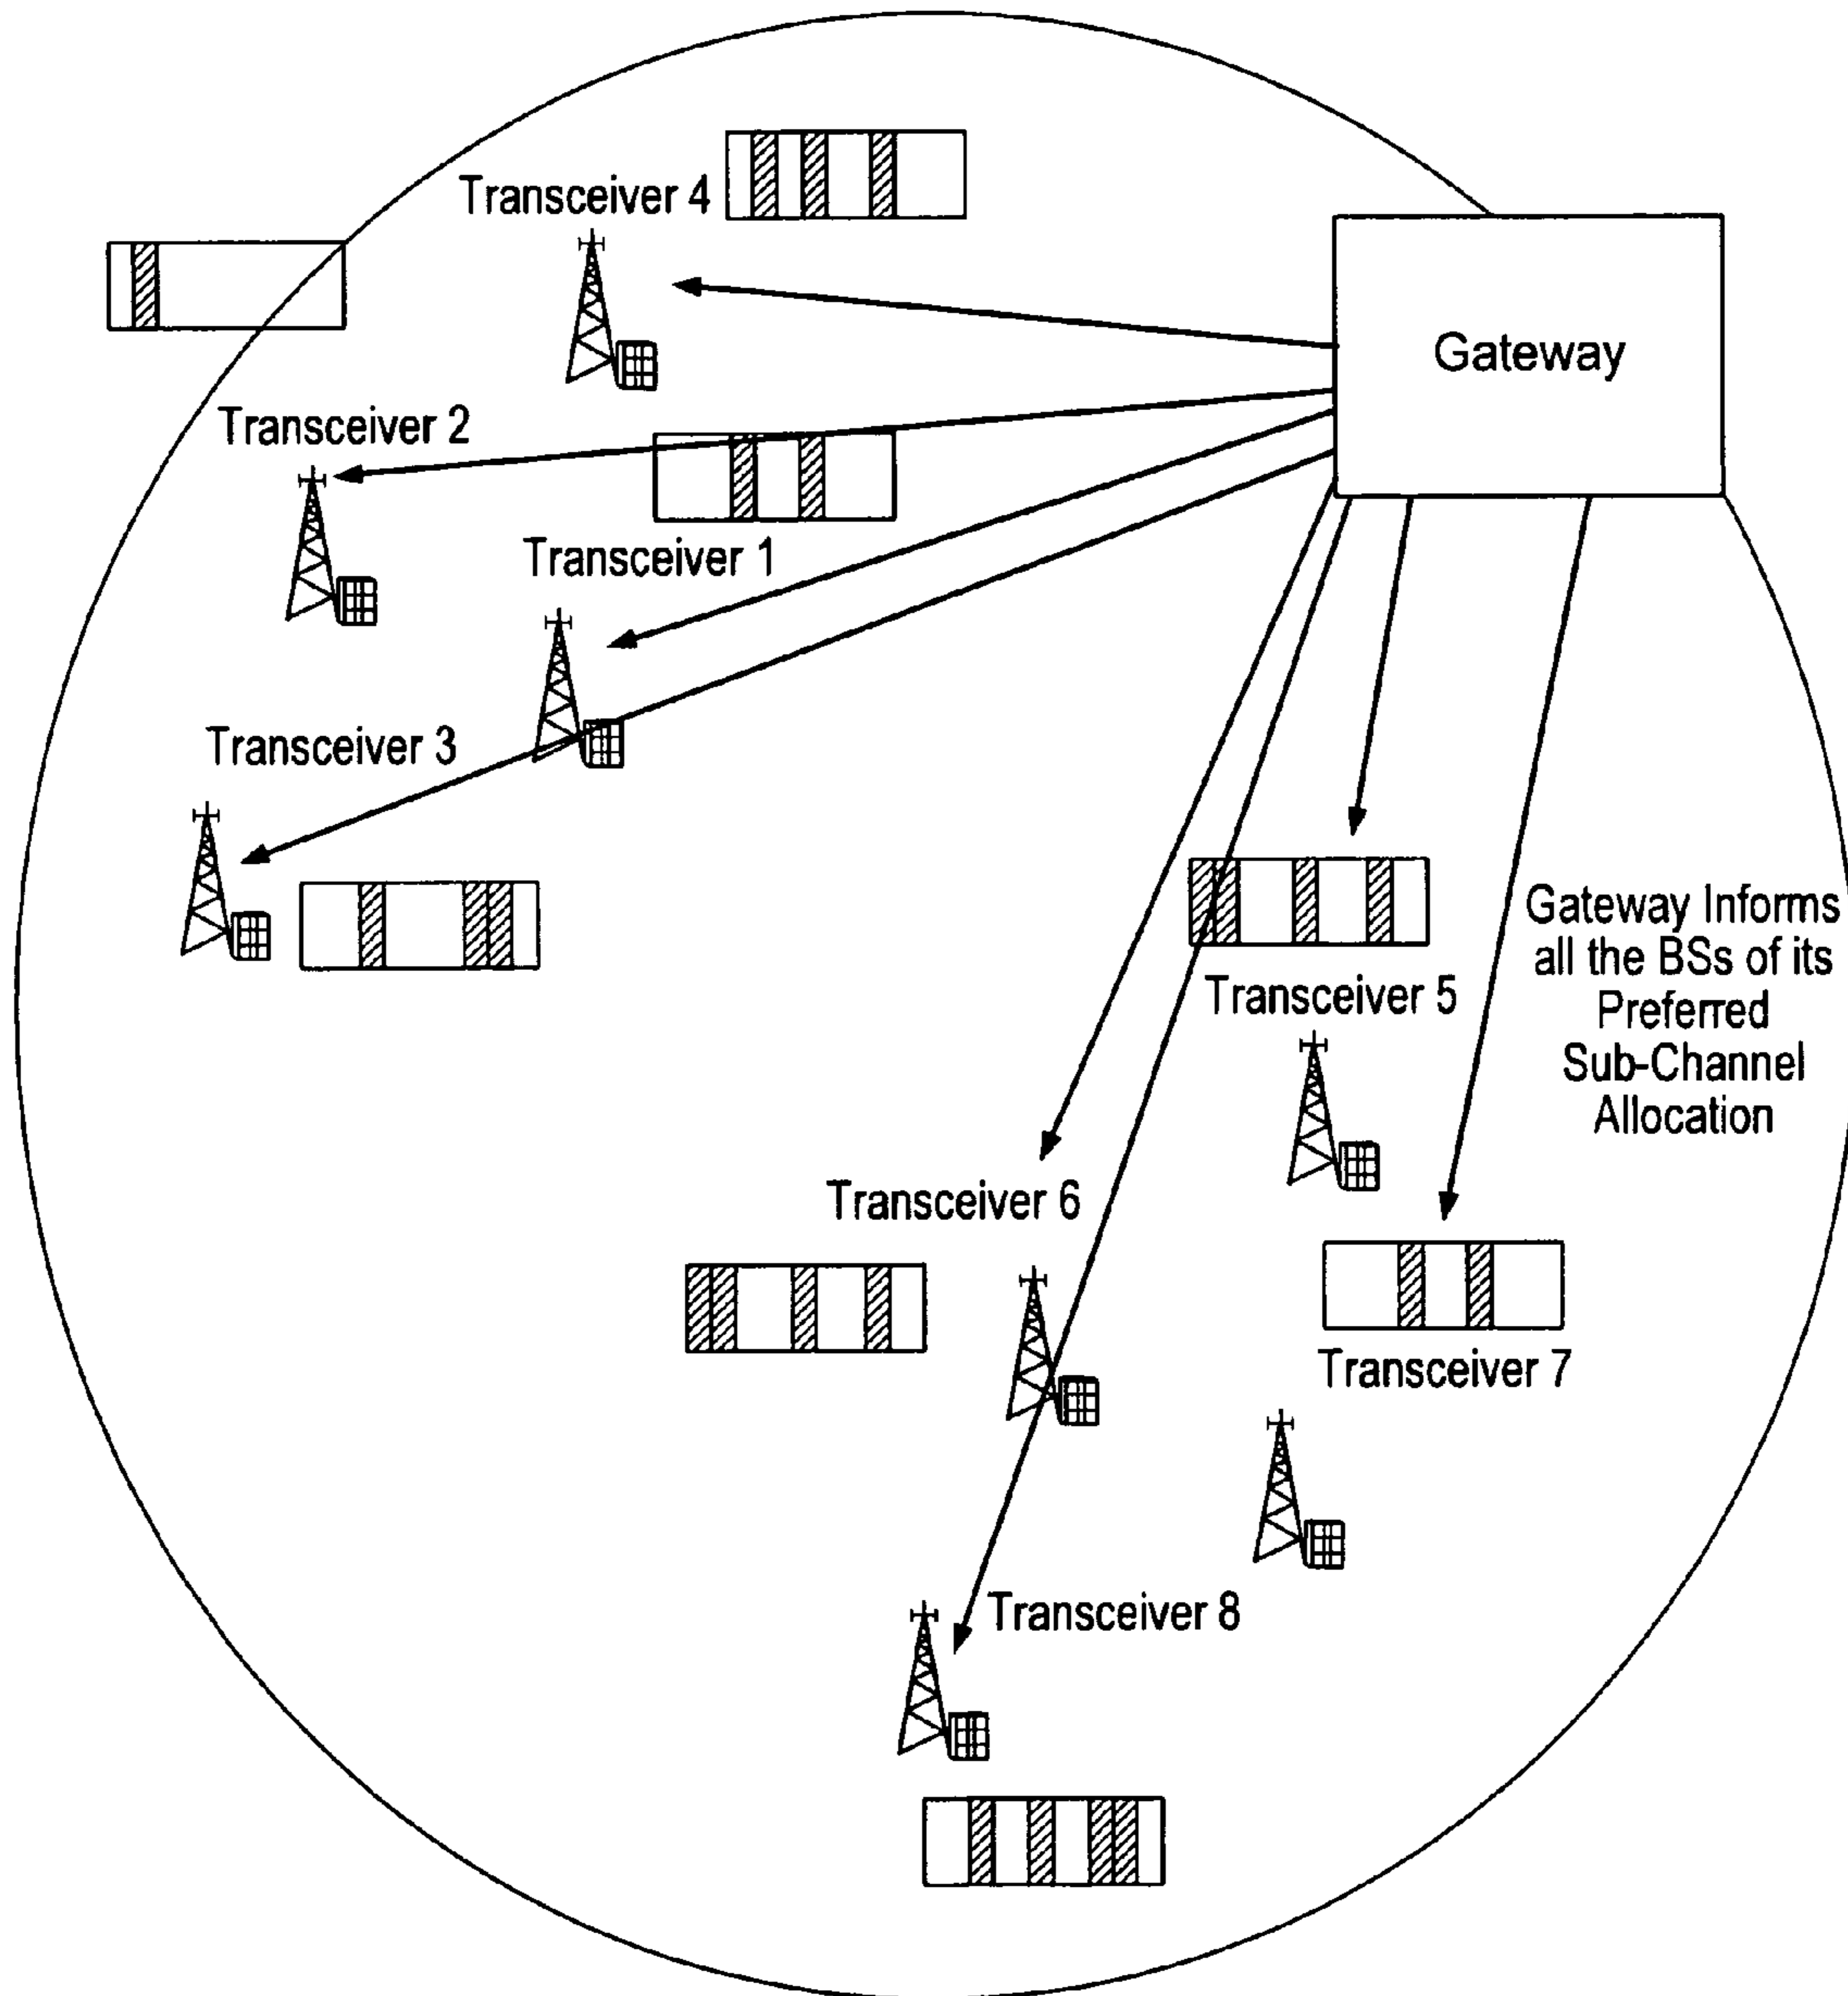 Transceiver 4
Gateway
Transceiver 2
Transceiver 1
Transceiver 3
Gateway Informs
all the BSs of its
Preferred
Sub-Channel
Allocation
Transceiver 5
Transceiver 6
Transceiver 7
Transceiver 8